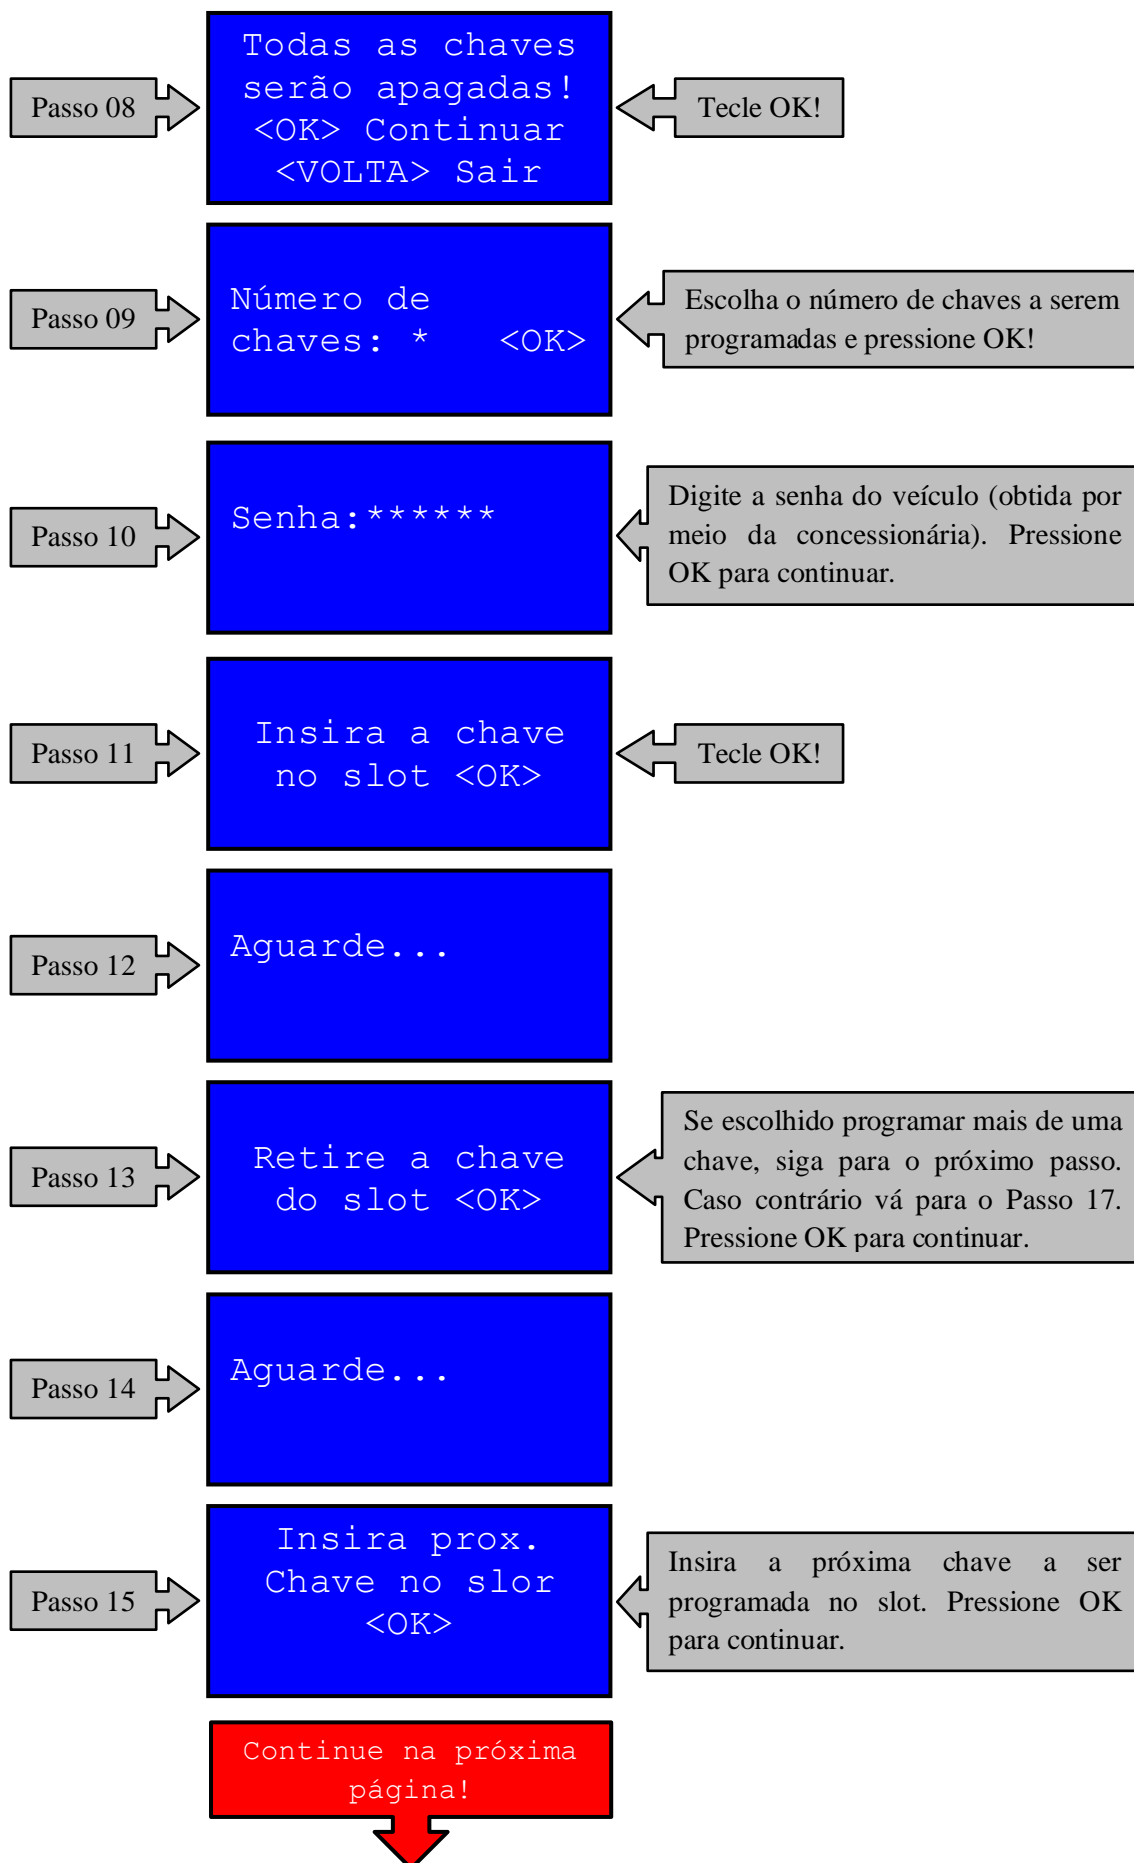 Passo 08
Todas as chaves
serão apagadas!
<OK> Continuar
<VOLTA> Sair
Tecle OK!
Passo 09
Número de
chaves: * <OK>
Escolha o número de chaves a serem
programadas e pressione OK!
Passo 10
Senha:******
Digite a senha do veículo (obtida por
meio da concessionária). Pressione
OK para continuar.
Passo 11
Insira a chave
no slot <OK>
Tecle OK!
Passo 12
Aguarde...
Passo 13
Retire a chave
do slot <OK>
Se escolhido programar mais de uma
chave, siga para o próximo passo.
Caso contrário vá para o Passo 17.
Pressione OK para continuar.
Passo 14
Aguarde...
Passo 15
Insira prox.
Chave no slor
<OK>
Insira a próxima chave a ser
programada no slot. Pressione OK
para continuar.
Continue na próxima
página!